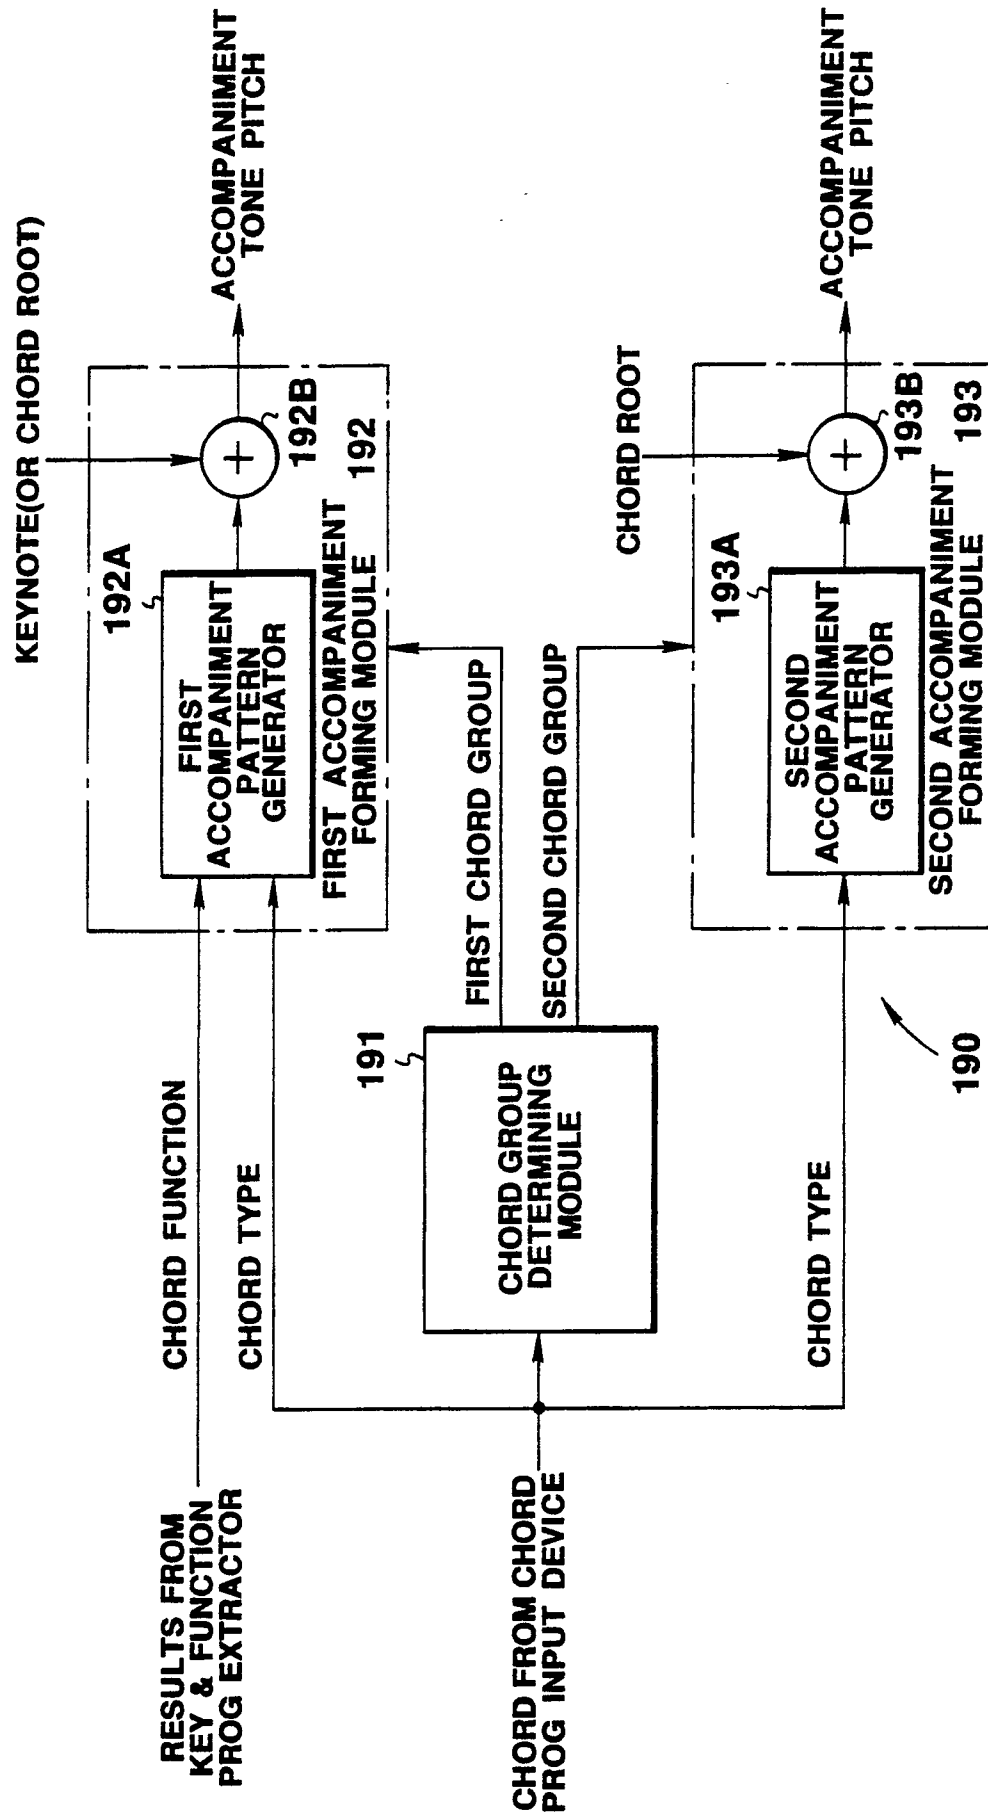 RESULTS FROM
KEY & FUNCTION
PROG EXTRACTOR
CHORD FUNCTION
CHORD TYPE
KEYNOTE(OR CHORD ROOT)
192A
FIRST
ACCOMPANIMENT
PATTERN
GENERATOR
+
192B
FIRST ACCOMPANIMENT
FORMING MODULE
192
ACCOMPANIMENT
TONE PITCH
CHORD FROM CHORD
PROG INPUT DEVICE
191
CHORD GROUP
DETERMINING
MODULE
FIRST CHORD GROUP
SECOND CHORD GROUP
CHORD TYPE
CHORD ROOT
193A
SECOND
ACCOMPANIMENT
PATTERN
GENERATOR
+
193B
SECOND ACCOMPANIMENT
FORMING MODULE
193
ACCOMPANIMENT
TONE PITCH
190